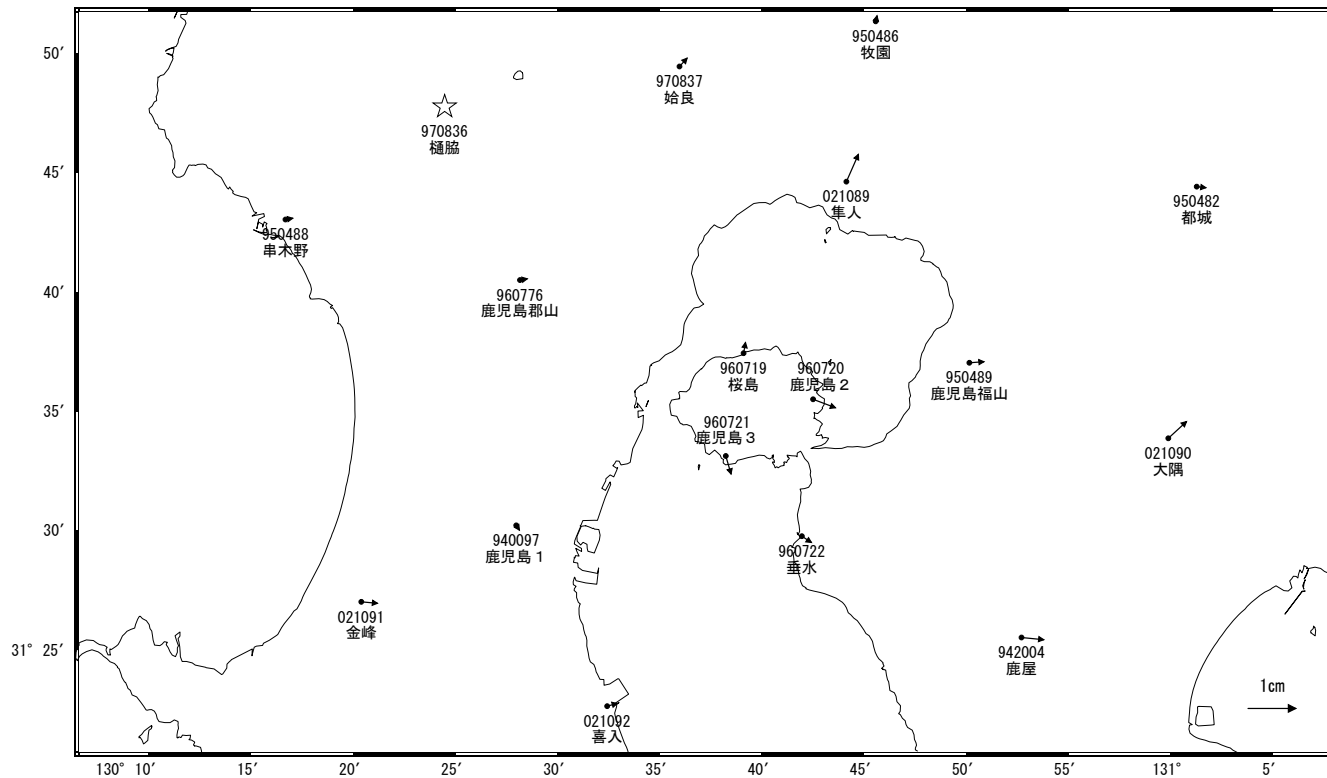 50′
950486
牧園
970837
姶良
970836
樋脇
45′
021089
隼人
950482
都城
950488
串木野
40′
960776
鹿児島郡山
960719
桜島
960720
鹿児島2
950489
鹿児島福山
35′
960721
鹿児島3
021090
大隅
30′
940097
鹿児島1
960722
垂水
021091
金峰
31° 25′
942004
鹿屋
1cm
021092
喜入
130° 10′ 15′ 20′ 25′ 30′ 35′ 40′ 45′ 50′ 55′ 131° 5′